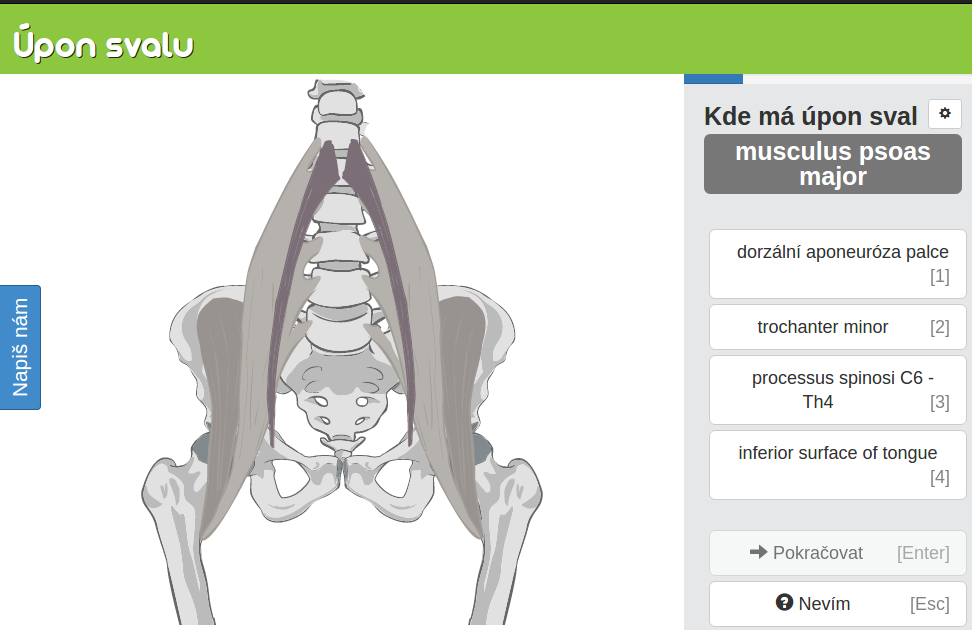 Úpon svalu
Kde má úpon sval
musculus psoas
major
dorzální aponeuróza palce
[1]
trochanter minor [2]
processus spinosi C6 -
Th4 [3]
inferior surface of tongue
[4]
Pokračovat [Enter]
Nevím [Esc]
Napiš nám